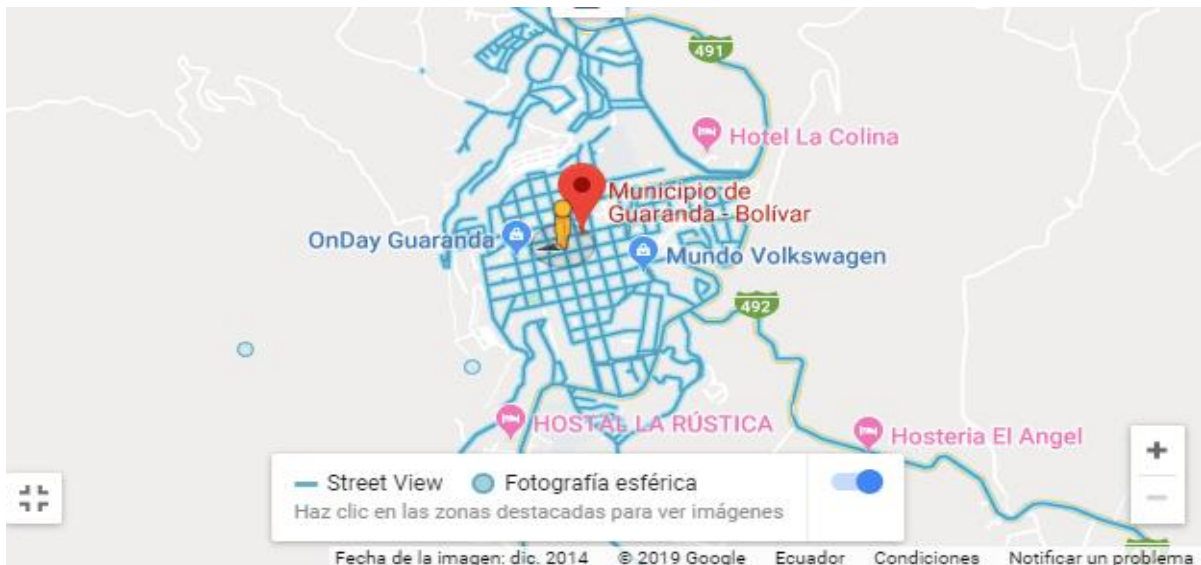 491
Hotel La Colina
Municipio de
Guaranda - Bolívar
OnDay Guaranda
Mundo Volkswagen
492
HOSTAL LA RÚSTICA
Hosteria El Angel
Street View
Fotografía esférica
Haz clic en las zonas destacadas para ver imágenes
Fecha de la imagen: dic. 2014 © 2019 Google Ecuador Condiciones Notificar un problema